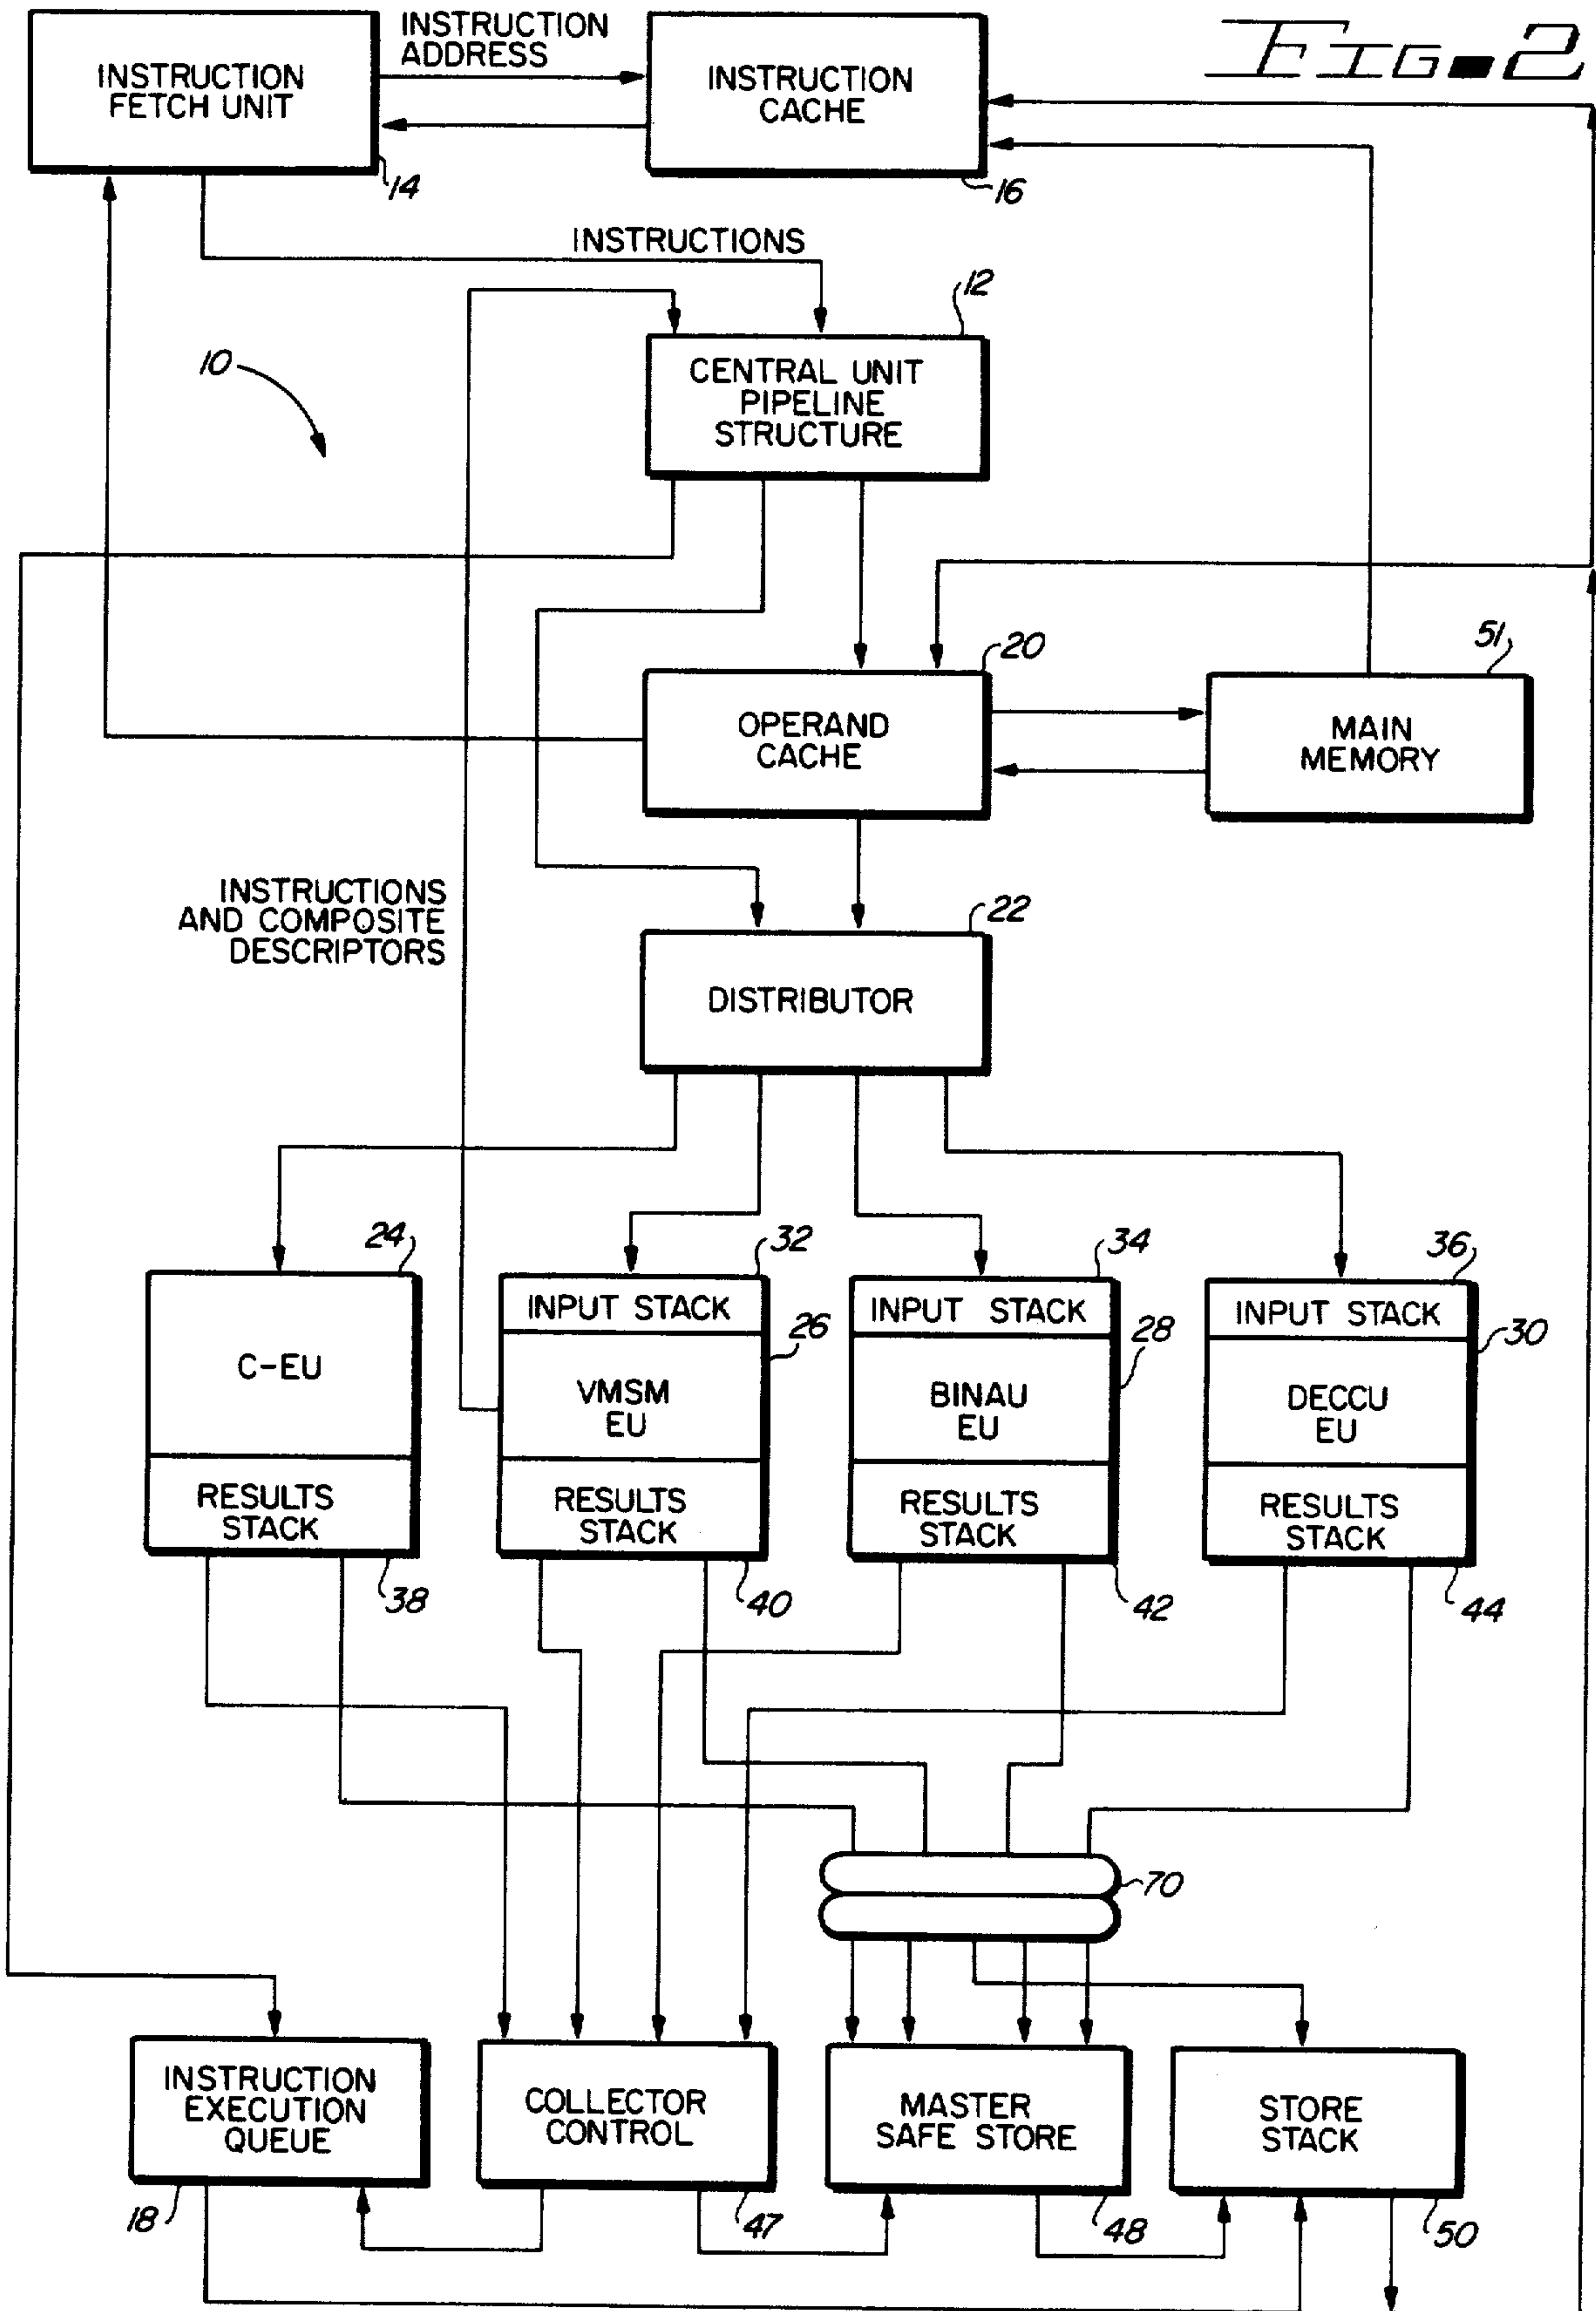 INSTRUCTION
ADDRESS
FIG. 2
INSTRUCTION
FETCH UNIT
INSTRUCTION
CACHE
14
16
INSTRUCTIONS
12
10
CENTRAL UNIT
PIPELINE
STRUCTURE
20
51
OPERAND
CACHE
MAIN
MEMORY
INSTRUCTIONS
AND COMPOSITE
DESCRIPTORS
22
DISTRIBUTOR
24
32
34
36
C-EU
INPUT STACK
INPUT STACK
INPUT STACK
26
28
30
VMSM
EU
BINAU
EU
DECCU
EU
RESULTS
STACK
RESULTS
STACK
RESULTS
STACK
RESULTS
STACK
38
40
42
44
70
INSTRUCTION
EXECUTION
QUEUE
COLLECTOR
CONTROL
MASTER
SAFE STORE
STORE
STACK
18
47
48
50